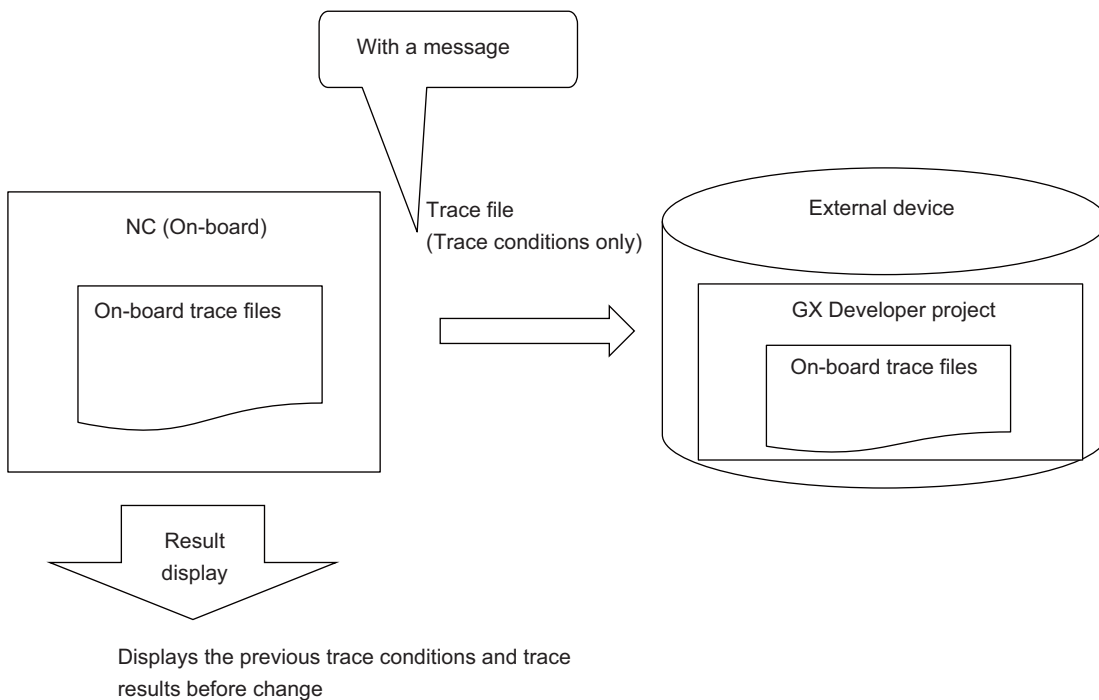 With a message
NC (On-board)
On-board trace files
Trace file
(Trace conditions only)
External device
GX Developer project
On-board trace files
Result
display
Displays the previous trace conditions and trace
results before change